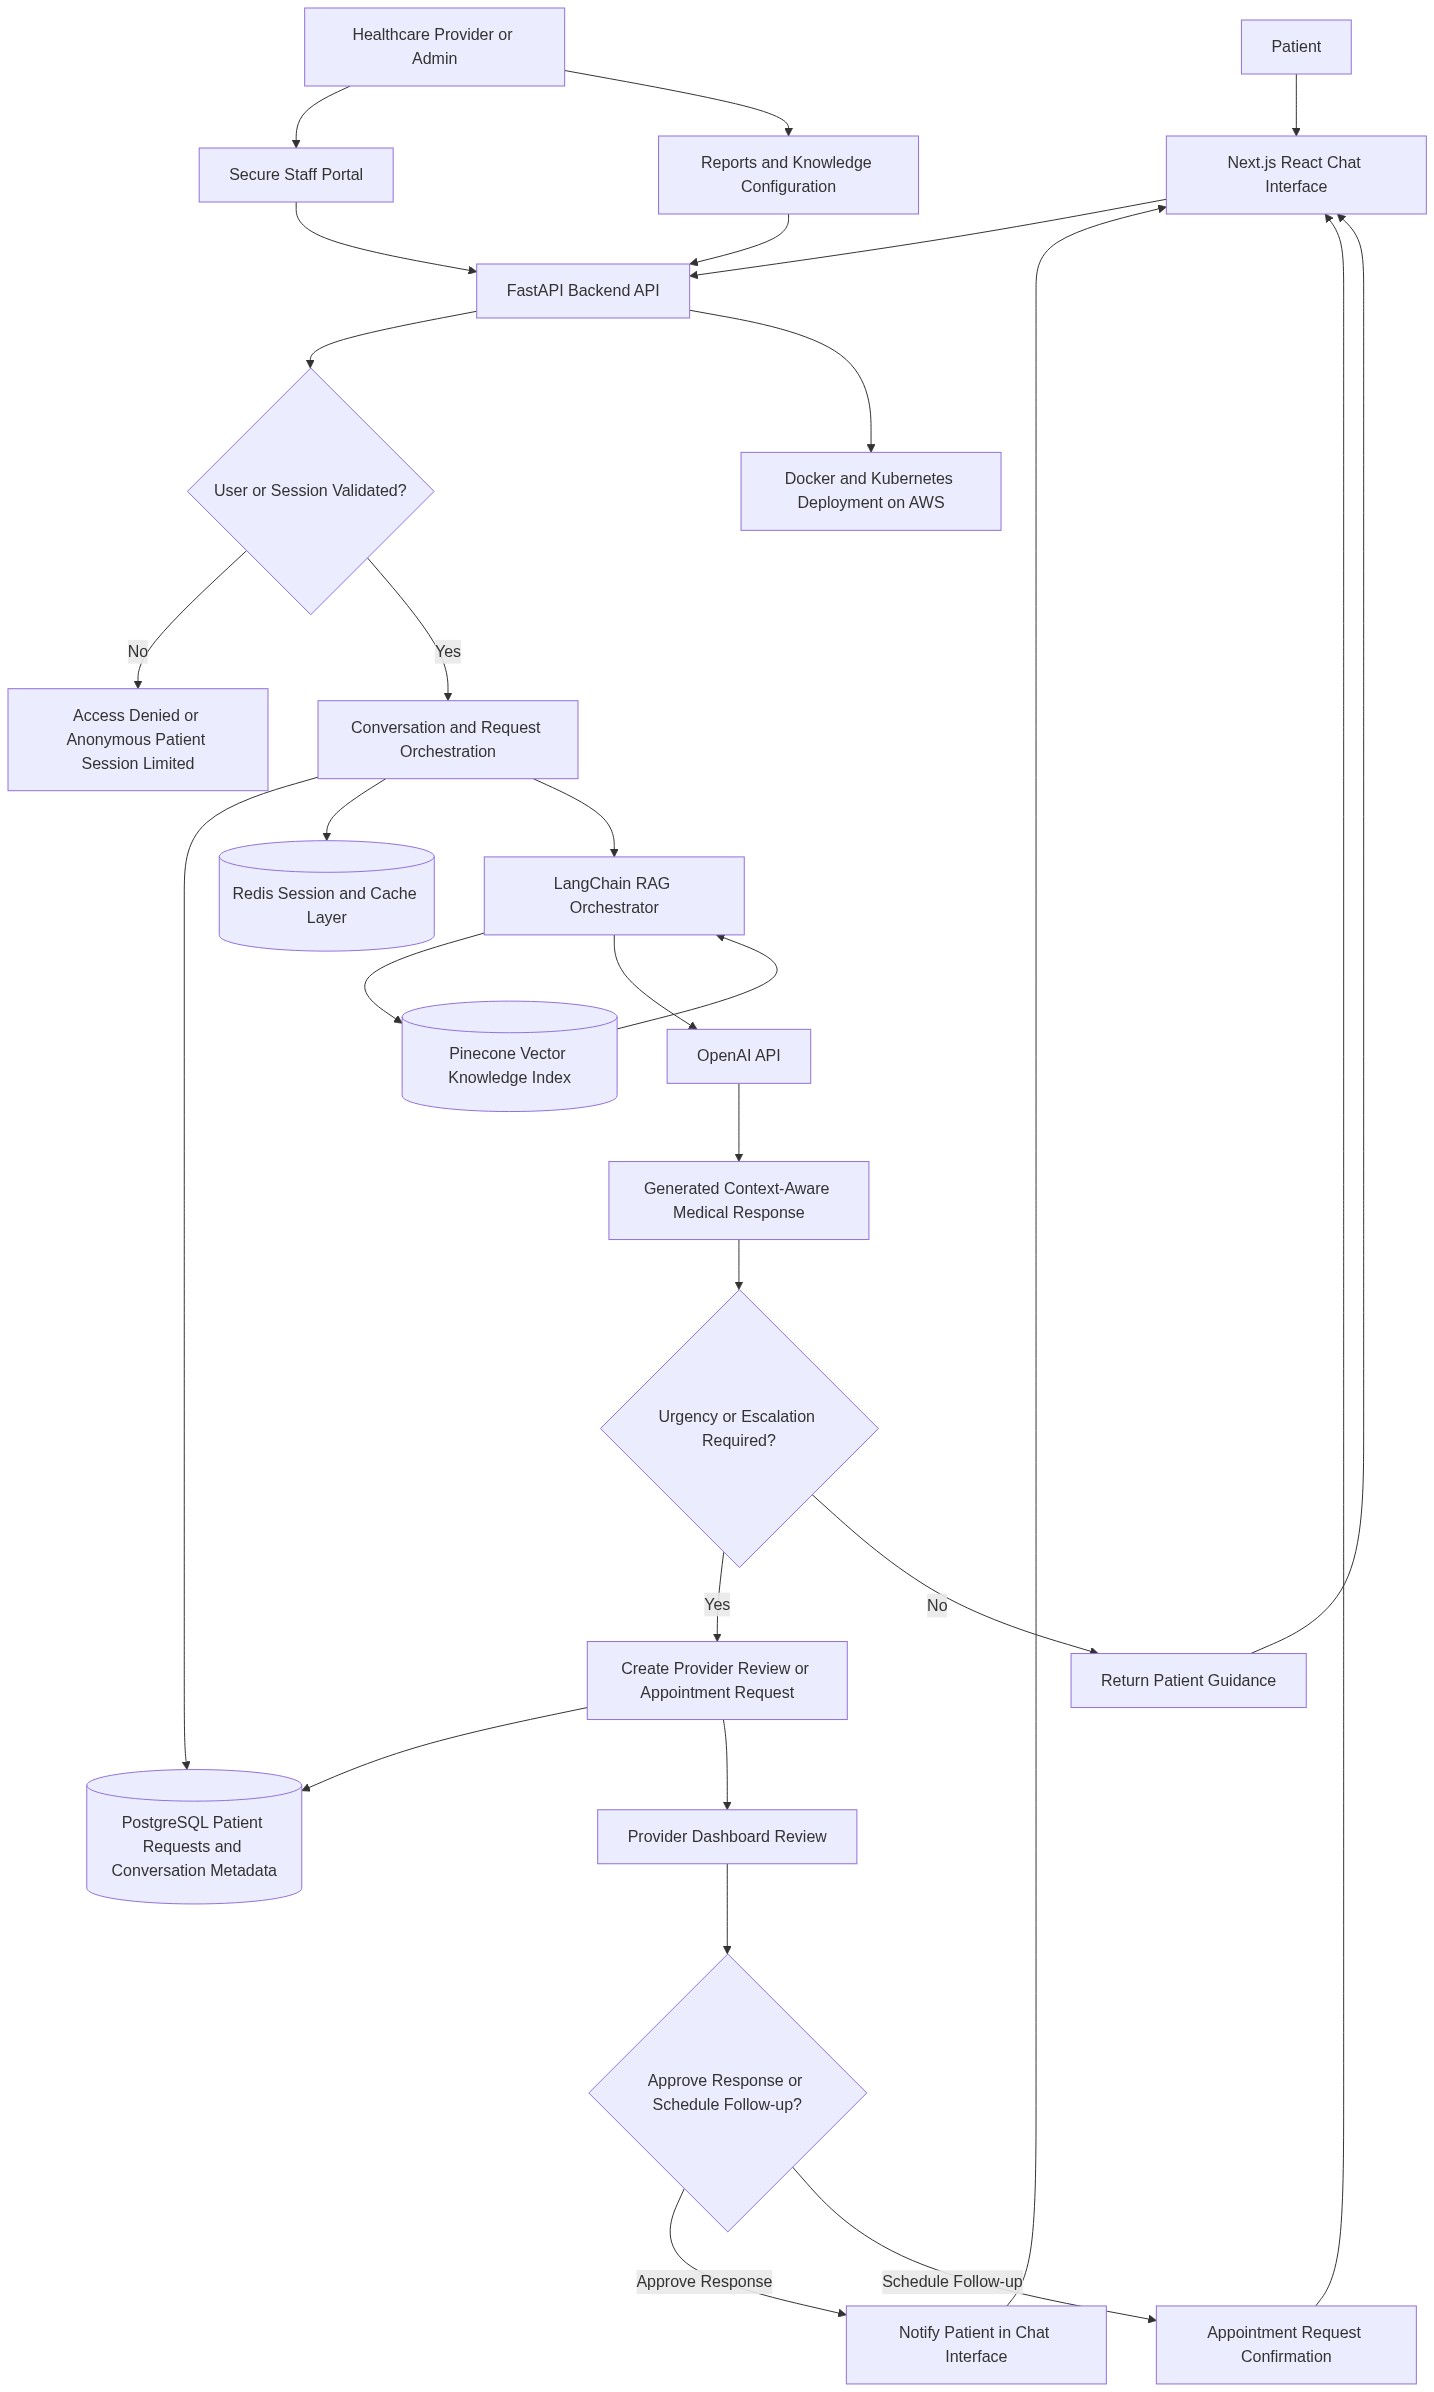 Healthcare Provider or
Admin
Patient
Secure Staff Portal
Reports and Knowledge
Configuration
Next.js React Chat
Interface
FastAPI Backend API
User or Session Validated?
Docker and Kubernetes
Deployment on AWS
No
Yes
Access Denied or
Anonymous Patient
Session Limited
Conversation and Request
Orchestration
Redis Session and Cache
Layer
LangChain RAG
Orchestrator
Pinecone Vector
Knowledge Index
OpenAI API
Generated Context-Aware
Medical Response
Urgency or Escalation
Required?
Yes
No
Create Provider Review or
Appointment Request
Return Patient Guidance
PostgreSQL Patient
Requests and
Conversation Metadata
Provider Dashboard Review
Approve Response or
Schedule Follow-up?
Approve Response
Schedule Follow-up
Notify Patient in Chat
Interface
Appointment Request
Confirmation